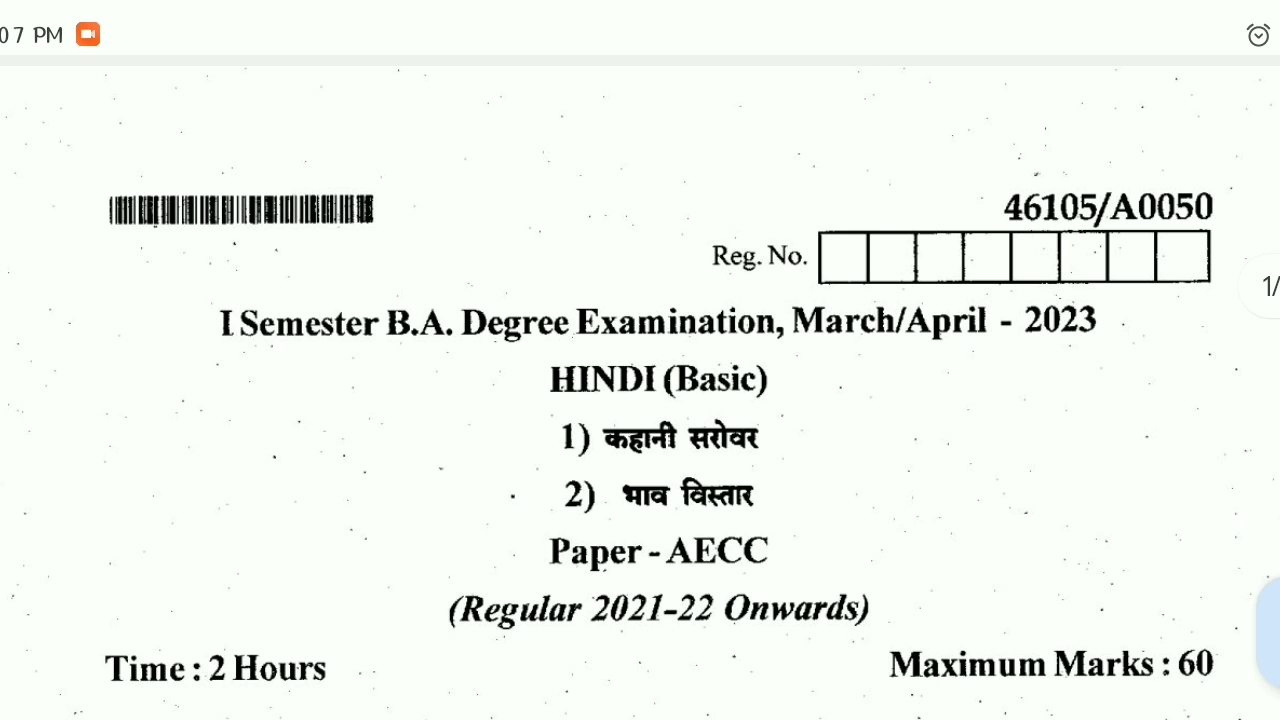 07 PM
46105/A0050
Reg. No.
1/
I Semester B.A. Degree Examination, March/April - 2023
HINDI (Basic)
1) कहानी सरोवर
2) भाव विस्तार
Paper - AECC
(Regular 2021-22 Onwards)
Time : 2 Hours
Maximum Marks : 60